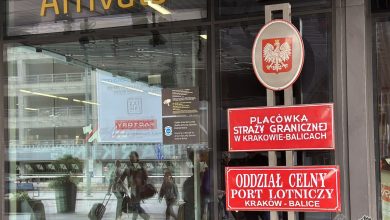 Arrivals
PLACÓWKA
STRAŻY GRANICZNEJ
W KRAKOWIE-BALICACH
ODDZIAŁ CELNY
PORT LOTNICZY
KRAKÓW - BALICE